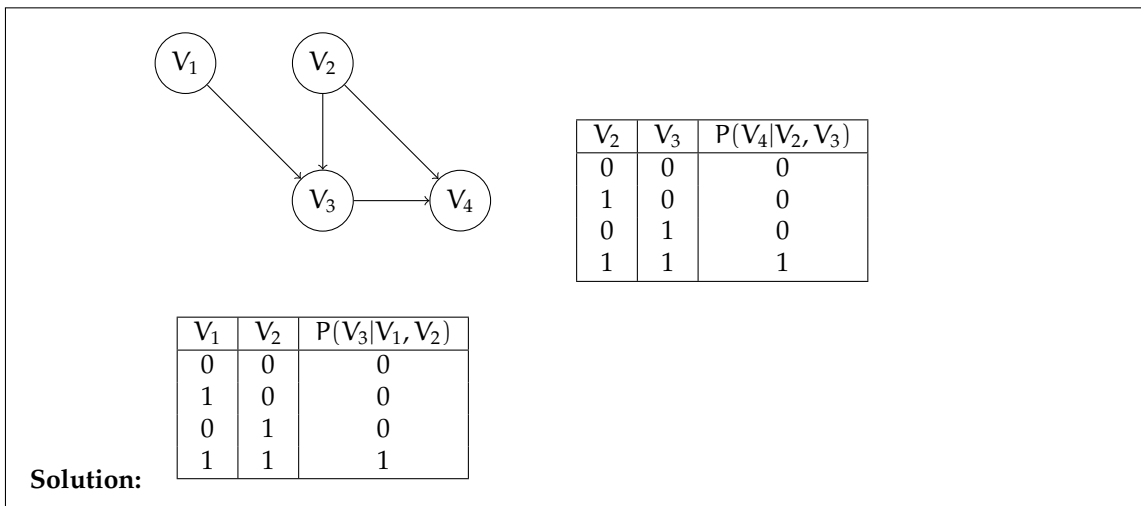 V₁ V₂
V₃ V₄
V₂ V₃ P(V₄|V₂, V₃)
0 0 0
1 0 0
0 1 0
1 1 1
V₁ V₂ P(V₃|V₁, V₂)
0 0 0
1 0 0
0 1 0
1 1 1
Solution: